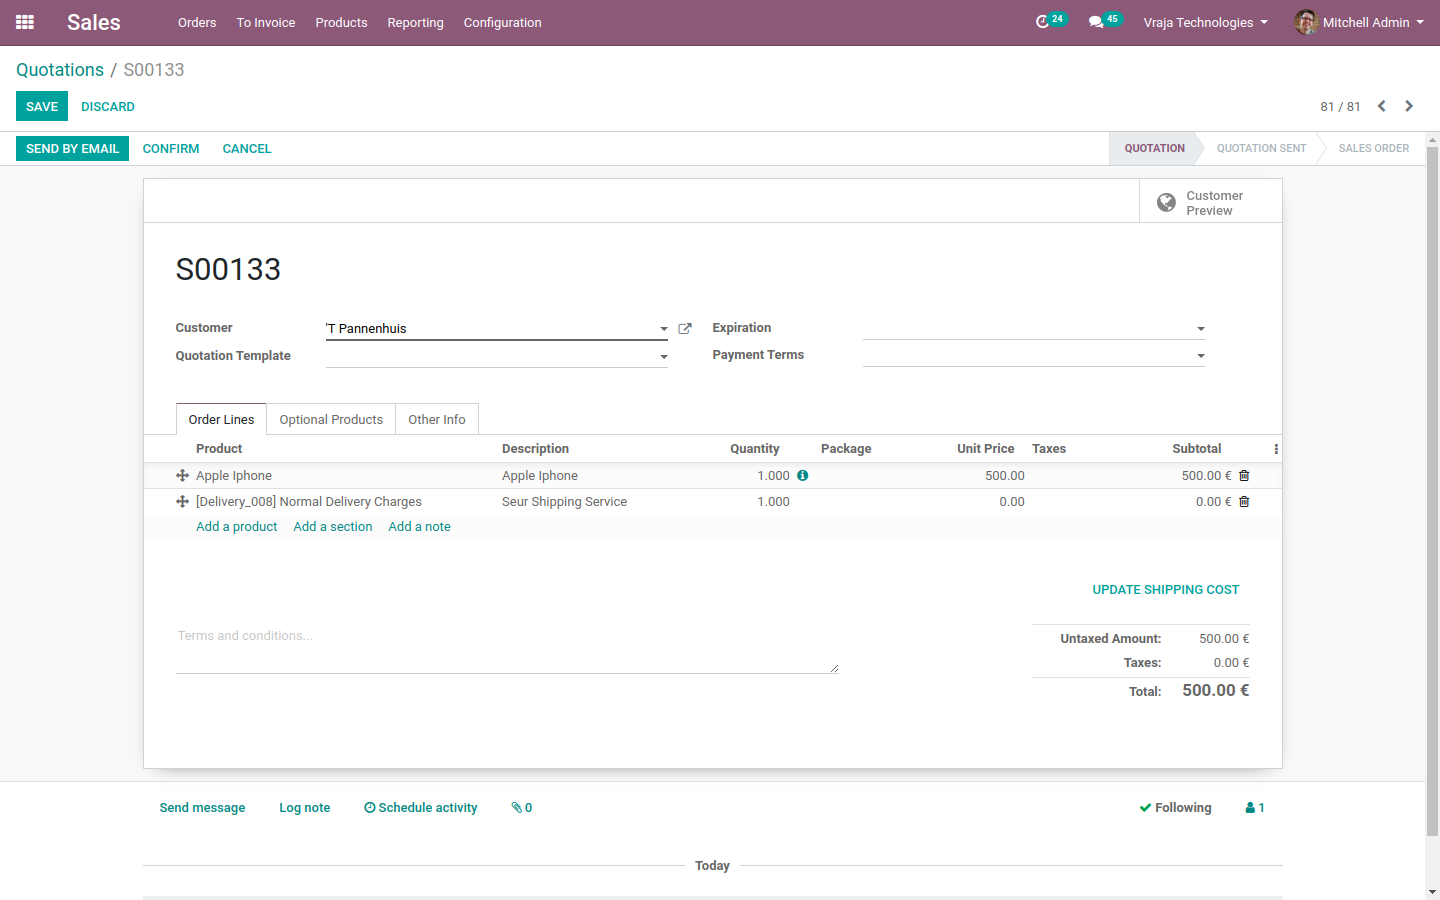 Sales Orders To Invoice Products Reporting Configuration 24 45 Vraja Technologies Mitchell Admin
Quotations / S00133
SAVE DISCARD 81 / 81
SEND BY EMAIL CONFIRM CANCEL QUOTATION QUOTATION SENT SALES ORDER
Customer
Preview
S00133
Customer 'T Pannenhuis Expiration
Quotation Template Payment Terms
Order Lines Optional Products Other Info
Product Description Quantity Package Unit Price Taxes Subtotal
Apple Iphone Apple Iphone 1.000 500.00 500.00 €
[Delivery_008] Normal Delivery Charges Seur Shipping Service 1.000 0.00 0.00 €
Add a product Add a section Add a note
UPDATE SHIPPING COST
Terms and conditions...
Untaxed Amount: 500.00 €
Taxes: 0.00 €
Total: 500.00 €
Send message Log note Schedule activity 0 Following 1
Today